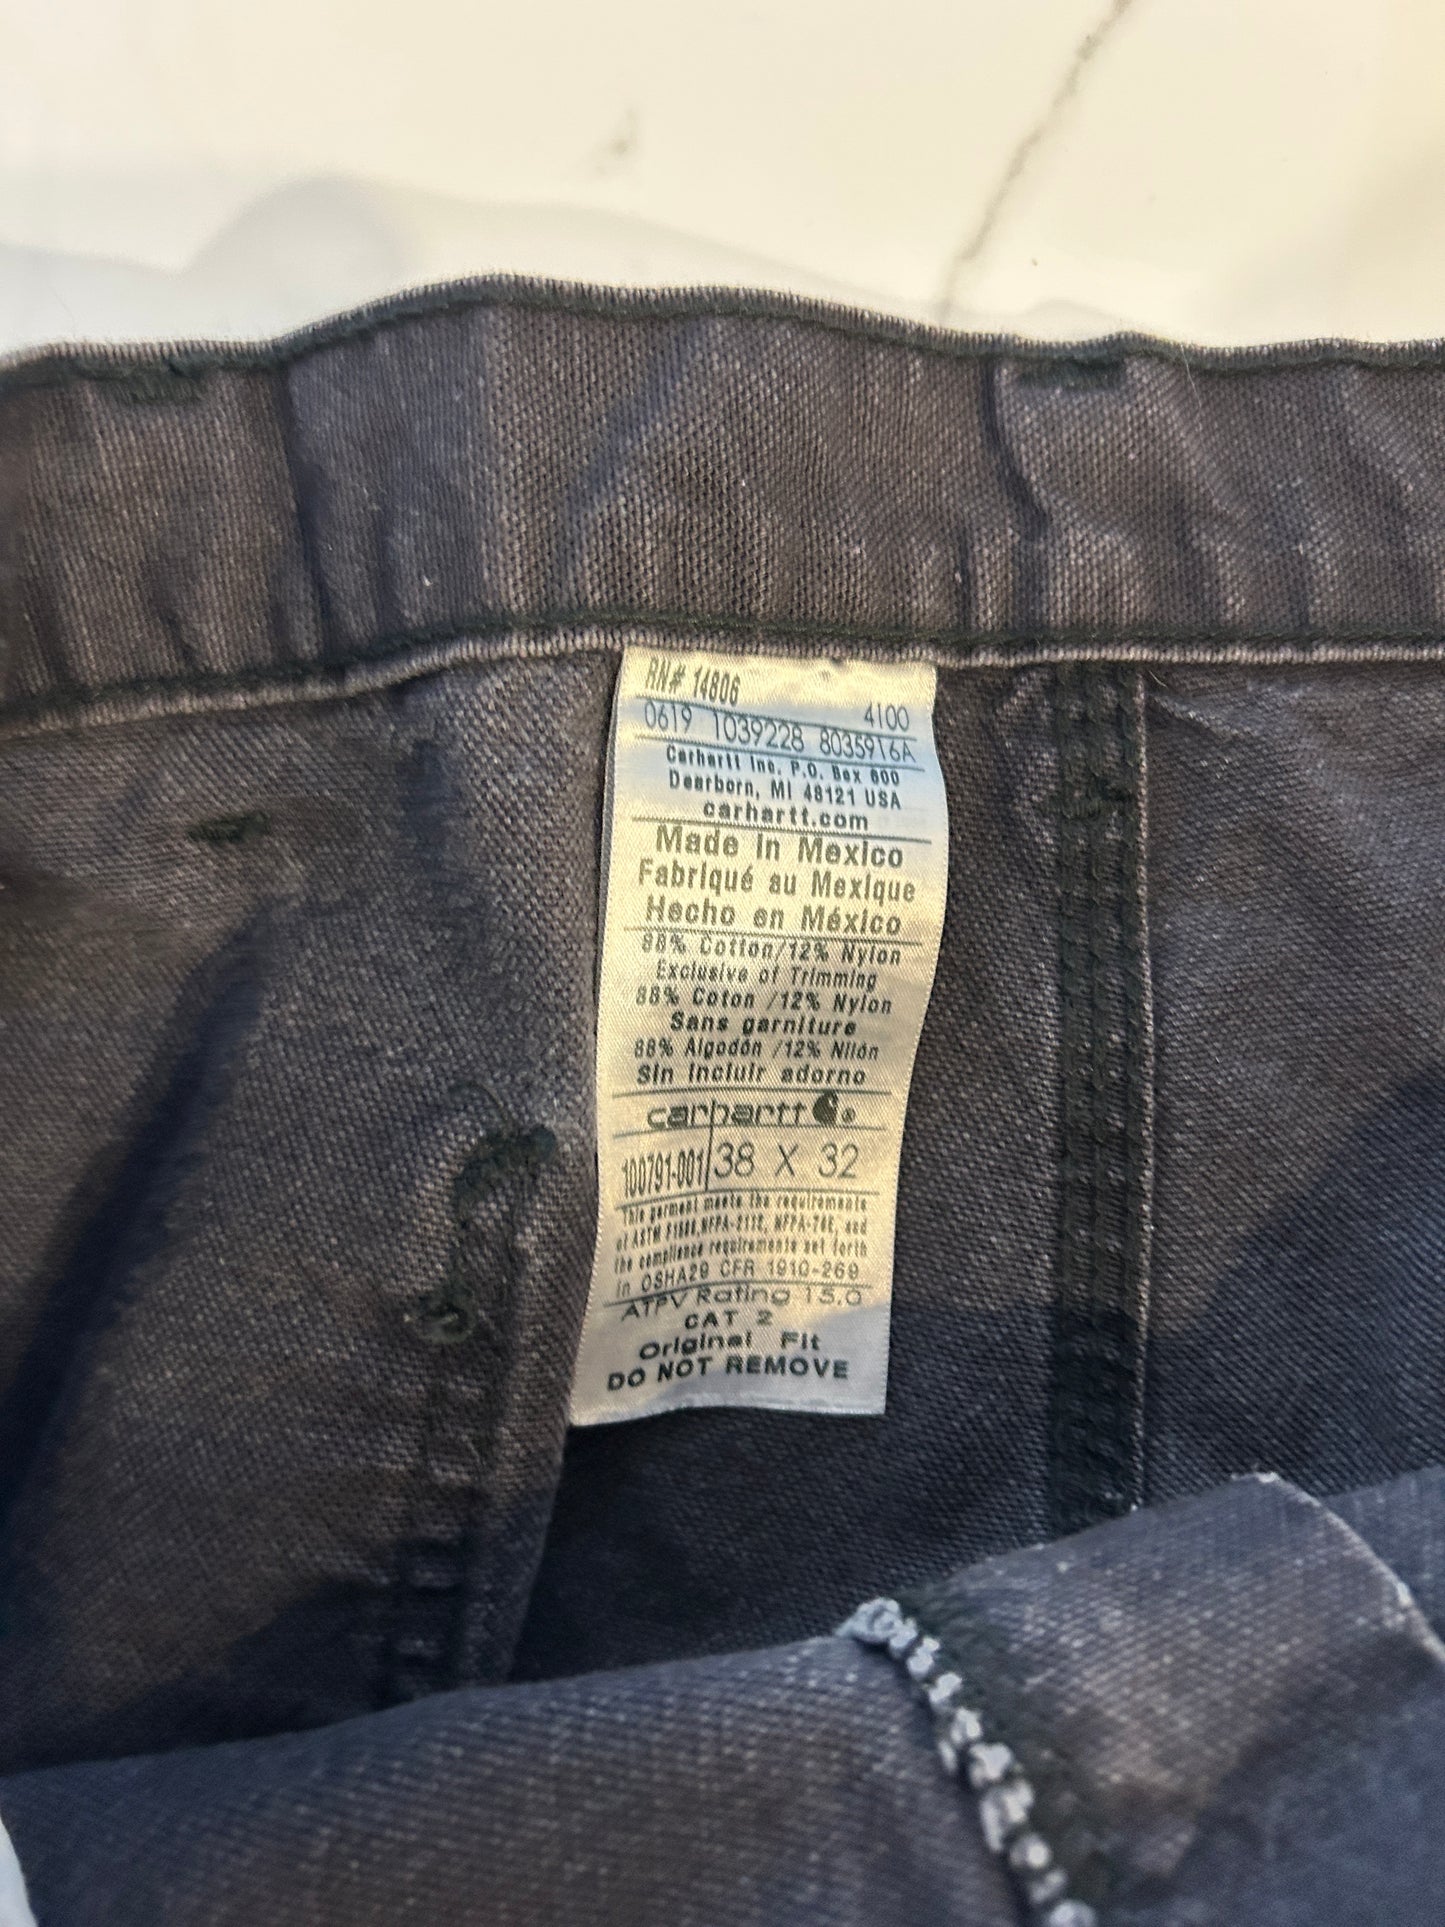 RN# 14806
4100
0619 1039228 8035916A
Carhartt Inc. P.O. Box 600
Dearborn, MI 48121 USA
carhartt.com
Made in Mexico
Fabriqué au Mexique
Hecho en México
88% Cotton/12% Nylon
Exclusive of Trimming
88% Coton /12% Nylon
Sans garniture
88% Algodón /12% Nilón
Sin incluir adorno
carhartt ®
100791-001 38 X 32
This garment meets the requirements
of ASTM F1506, NFPA-2112, NFPA-70E, and
the compliance requirements set forth
in OSHA29 CFR 1910-269
ATPV Rating 15.0
CAT 2
Original Fit
DO NOT REMOVE